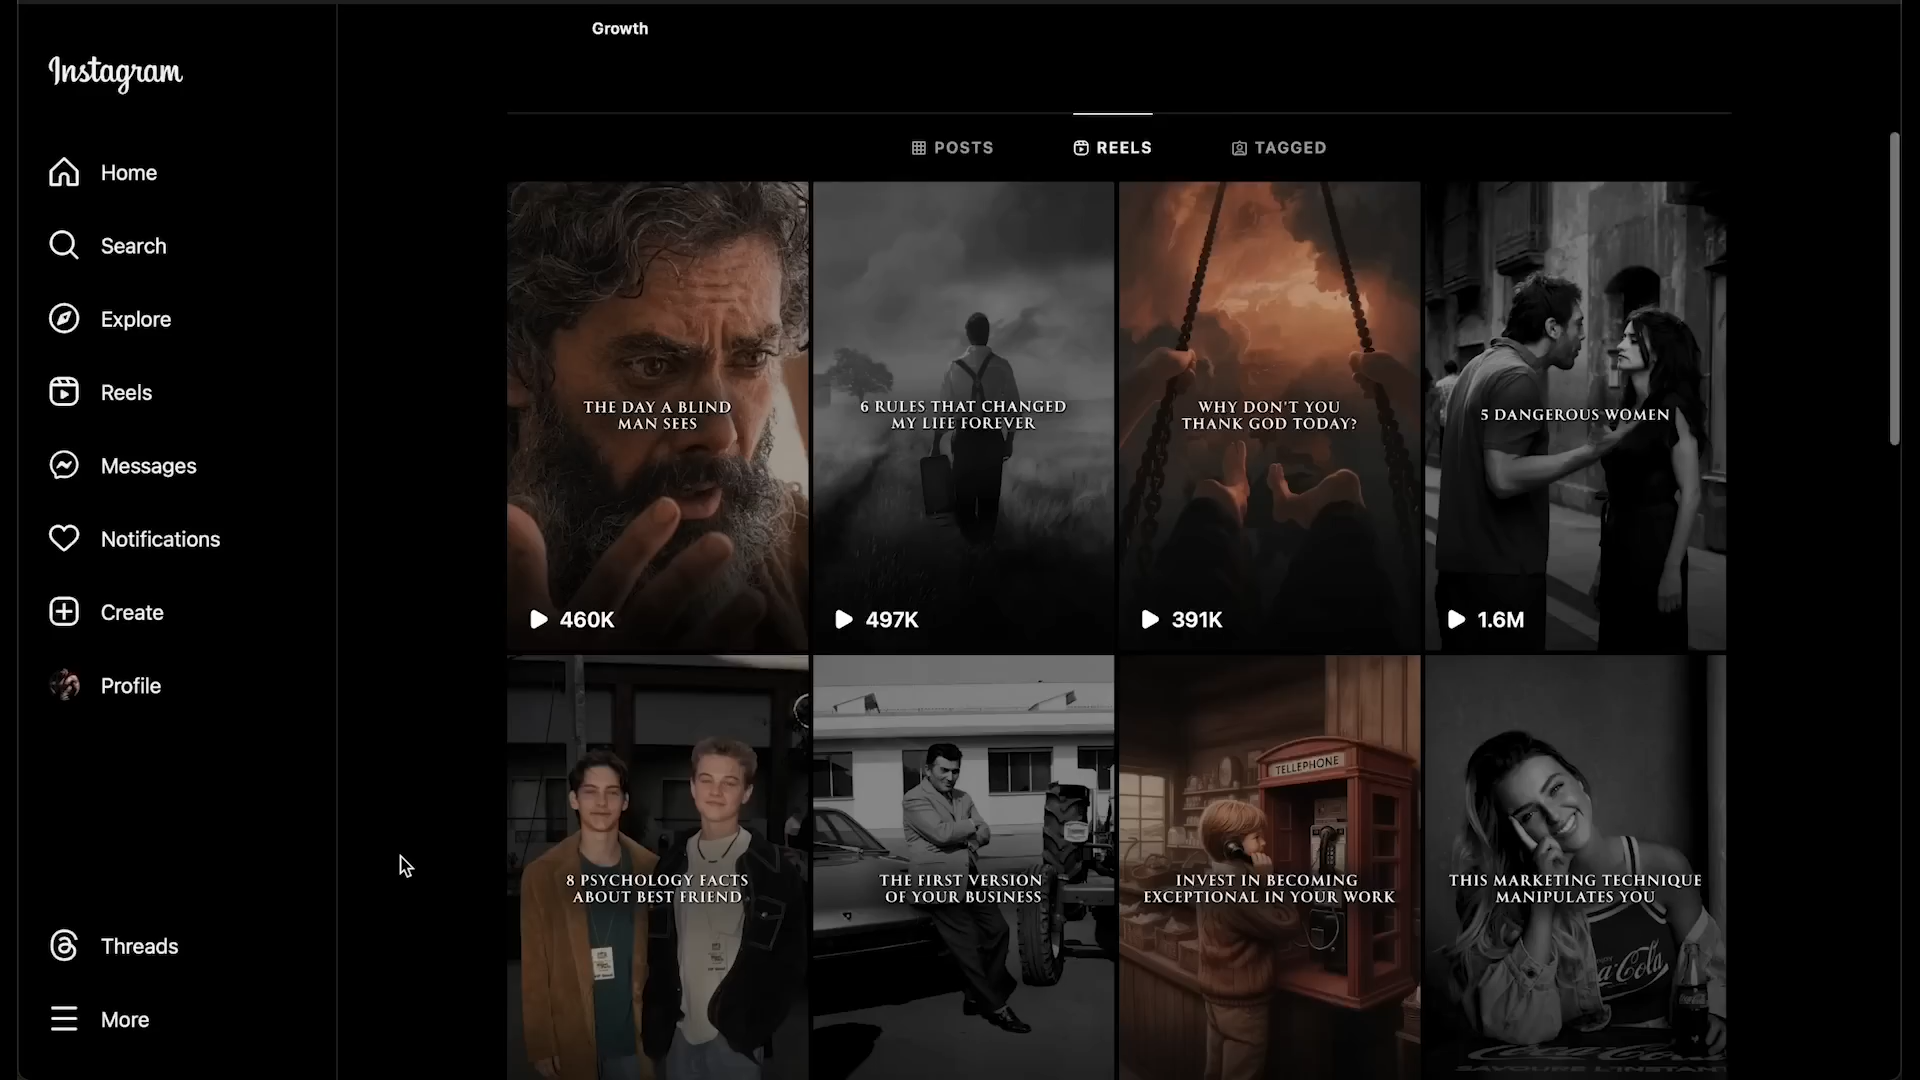 Growth
Instagram
POSTS
REELS
TAGGED
Home
Search
Explore
Reels
Messages
Notifications
Create
Profile
Threads
More
THE DAY A BLIND
MAN SEES
460K
6 RULES THAT CHANGED
MY LIFE FOREVER
497K
WHY DON'T YOU
THANK GOD TODAY?
391K
5 DANGEROUS WOMEN
1.6M
8 PSYCHOLOGY FACTS
ABOUT BEST FRIEND
THE FIRST VERSION
OF YOUR BUSINESS
TELLEPHONE
INVEST IN BECOMING
EXCEPTIONAL IN YOUR WORK
THIS MARKETING TECHNIQUE
MANIPULATES YOU